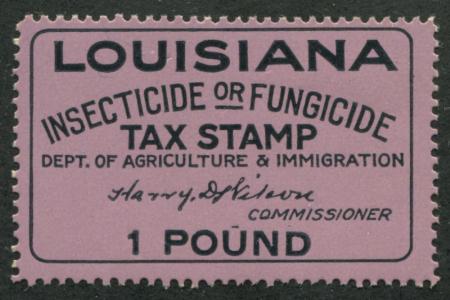 LOUISIANA
INSECTICIDE OR FUNGICIDE
TAX STAMP
DEPT. OF AGRICULTURE & IMMIGRATION
Harry. D. Wilson
COMMISSIONER
1 POUND